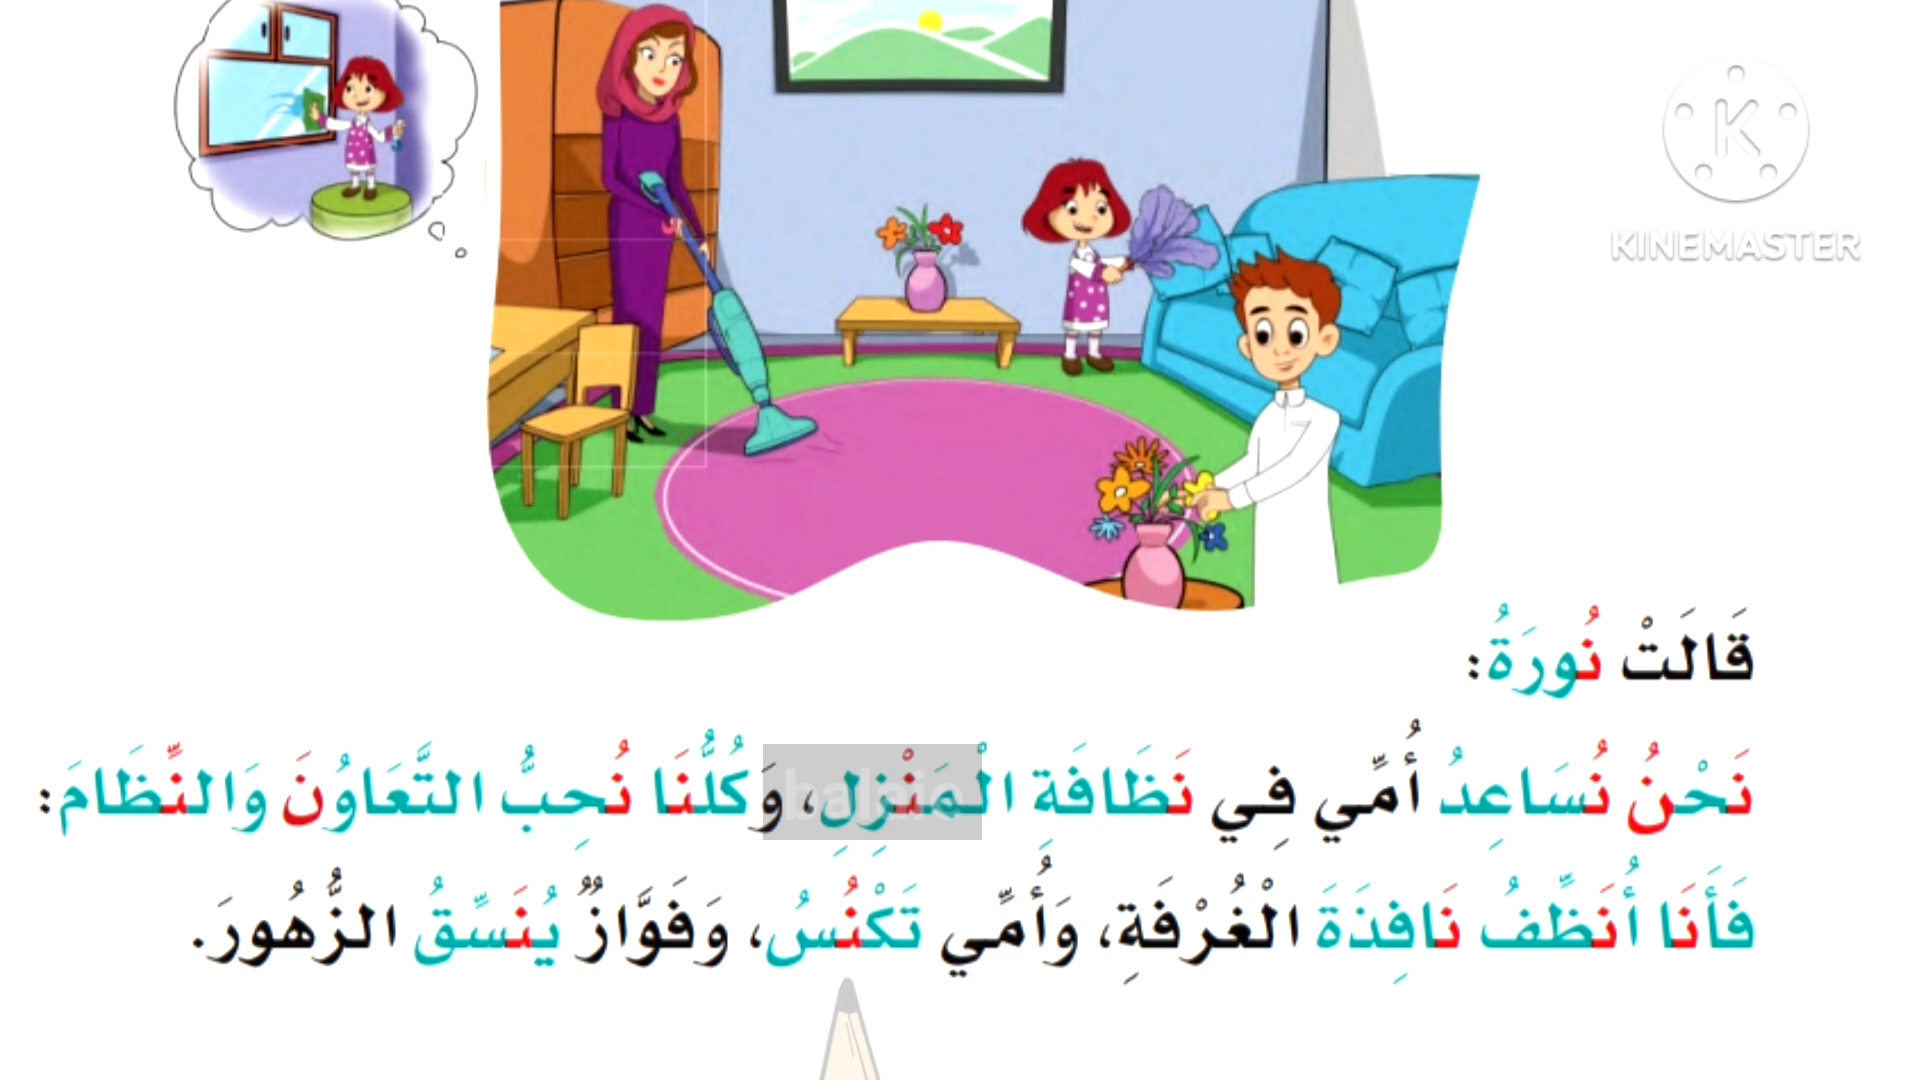 KINEMASTER
قَالَتْ نُورَةُ:
نَحْنُ نُسَاعِدُ أُمِّي فِي نَظَافَةِ الْمَنْزِلِ، وَكُلُّنَا نُحِبُّ التَّعَاوُنَ وَالنِّظَامَ:
فَأَنَا أُنَظِّفُ نَافِذَةَ الْغُرْفَةِ، وَأُمِّي تَكْنُسُ، وَفَوَّازٌ يُنَسِّقُ الزُّهُورَ.